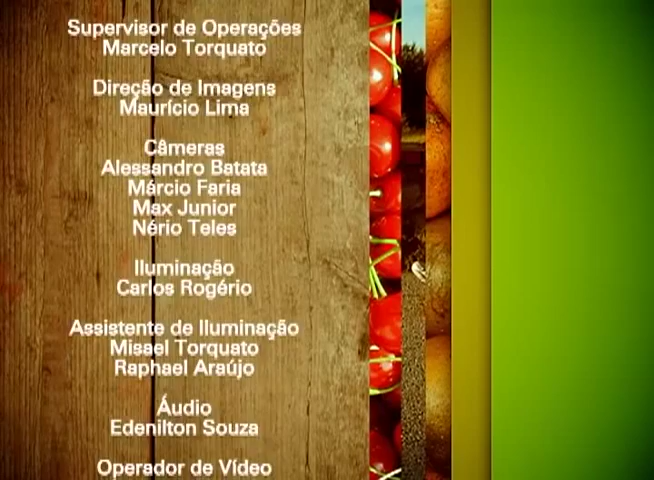 Supervisor de Operações
Marcelo Torquato
Direção de Imagens
Maurício Lima
Câmeras
Alessandro Batata
Márcio Faria
Max Junior
Nério Teles
Iluminação
Carlos Rogério
Assistente de Iluminação
Misael Torquato
Raphael Araújo
Áudio
Edenilton Souza
Operador de Vídeo